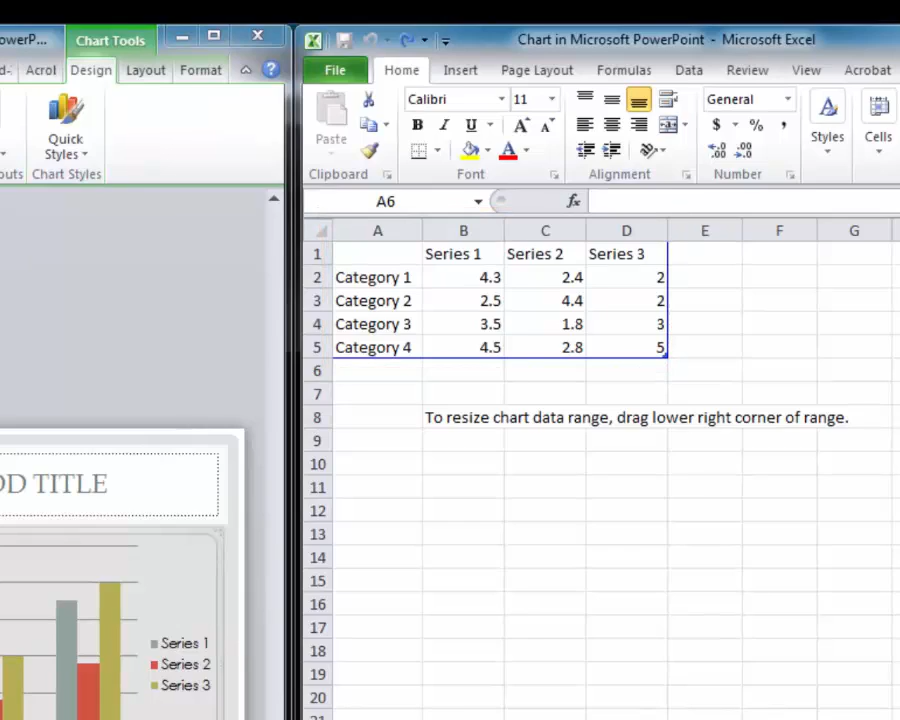 owerP...
Chart Tools
Chart in Microsoft PowerPoint - Microsoft Excel
d-.
Acrol
Design
Layout
Format
File
Home
Insert
Page Layout
Formulas
Data
Review
View
Acrobat
Quick
Styles
outs
Chart Styles
Paste
Clipboard
Calibri
11
B I U
A A
A
Font
Alignment
General
$ % ,
Number
Styles
Cells
A6
fx
A B C D E F G
1 Series 1 Series 2 Series 3
2 Category 1 4.3 2.4 2
3 Category 2 2.5 4.4 2
4 Category 3 3.5 1.8 3
5 Category 4 4.5 2.8 5
6
7
8 To resize chart data range, drag lower right corner of range.
9
10
11
12
13
14
15
16
17
18
19
20
DD TITLE
Series 1
Series 2
Series 3